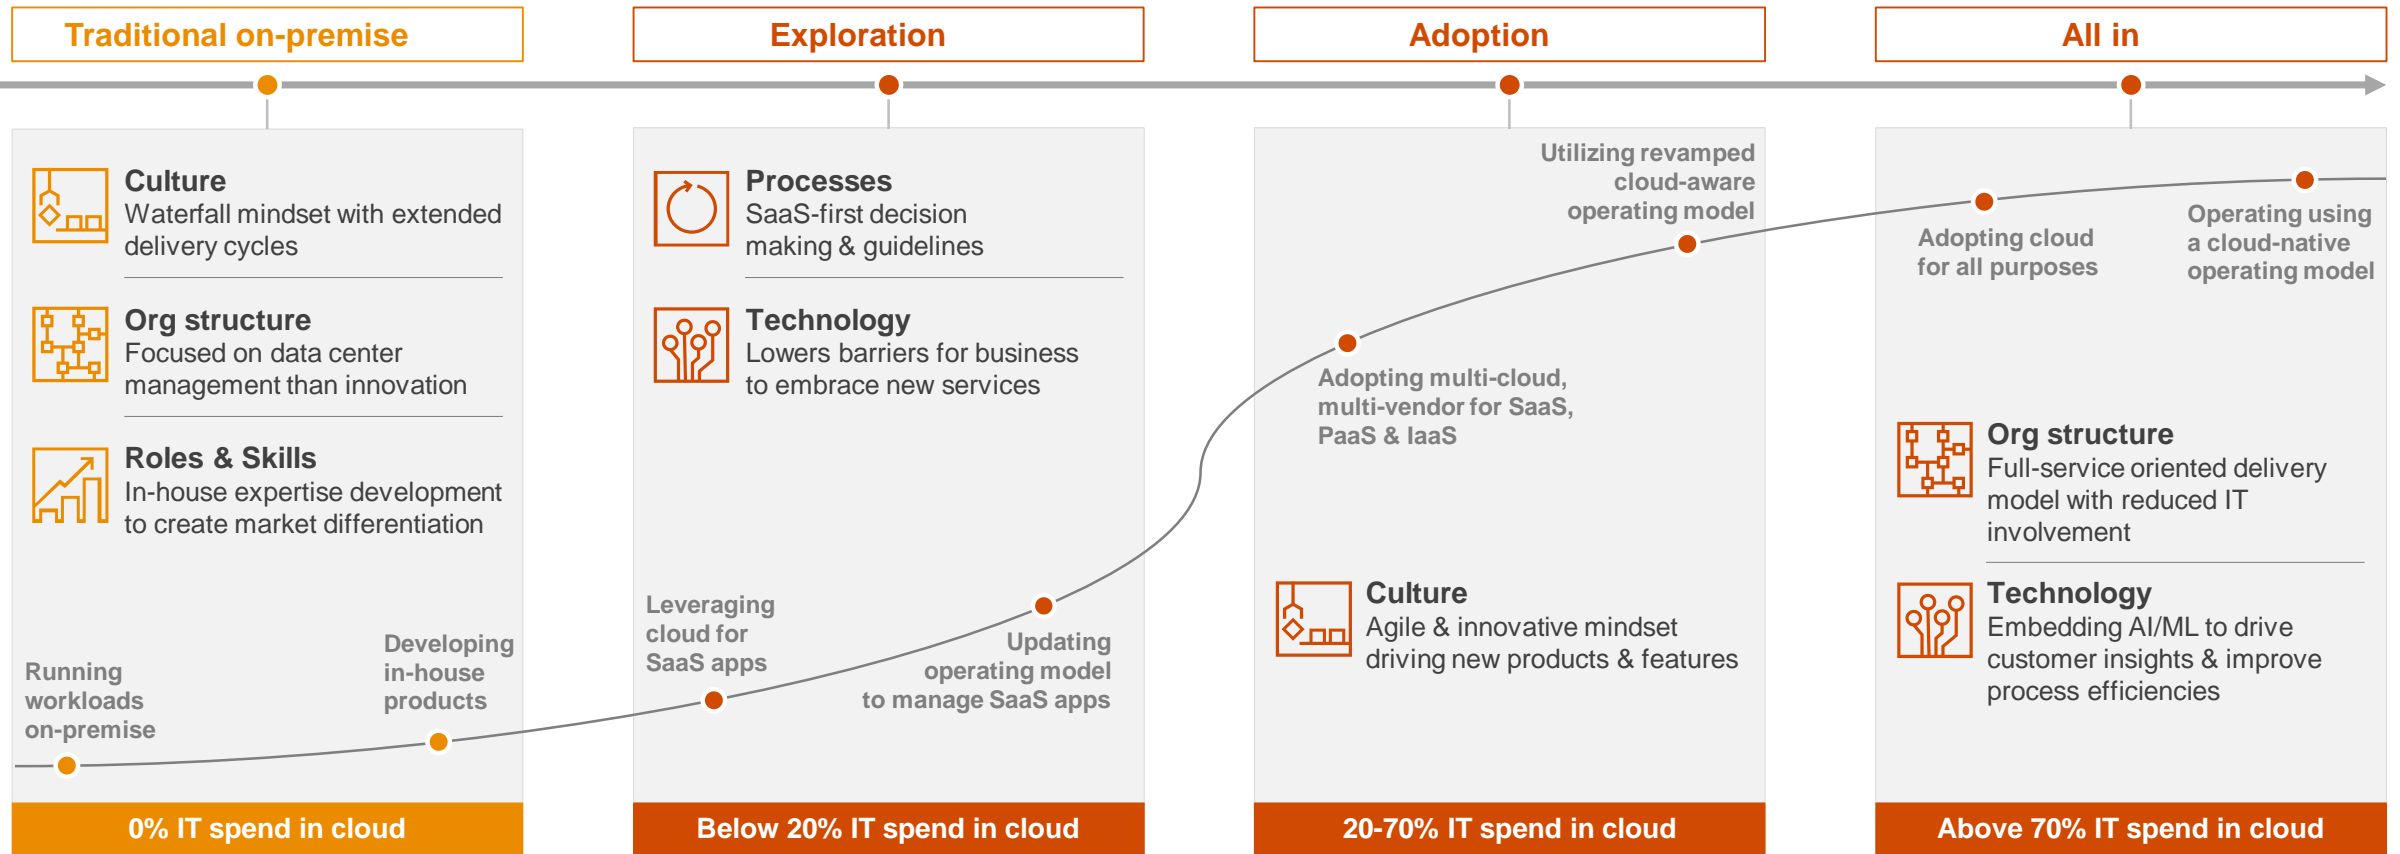 Traditional on-premise
Culture
Waterfall mindset with extended
delivery cycles
Org structure
Focused on data center
management than innovation
Roles & Skills
In-house expertise development
to create market differentiation
Running
workloads
on-premise
Developing
in-house
products
0% IT spend in cloud
Exploration
Processes
SaaS-first decision
making & guidelines
Technology
Lowers barriers for business
to embrace new services
Leveraging
cloud for
SaaS apps
Updating
operating model
to manage SaaS apps
Below 20% IT spend in cloud
Adoption
Utilizing revamped
cloud-aware
operating model
Adopting multi-cloud,
multi-vendor for SaaS,
PaaS & IaaS
Culture
Agile & innovative mindset
driving new products & features
20-70% IT spend in cloud
All in
Adopting cloud
for all purposes
Operating using
a cloud-native
operating model
Org structure
Full-service oriented delivery
model with reduced IT
involvement
Technology
Embedding AI/ML to drive
customer insights & improve
process efficiencies
Above 70% IT spend in cloud